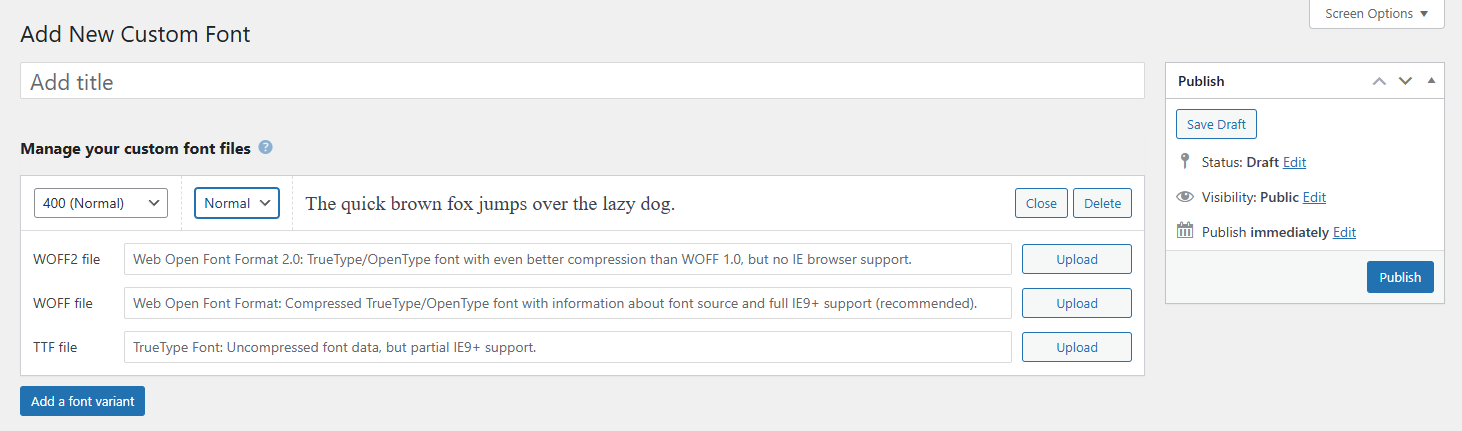 Screen Options
Add New Custom Font
Add title
Publish
Save Draft
Status: Draft Edit
Visibility: Public Edit
Publish immediately Edit
Publish
Manage your custom font files ?
400 (Normal) Normal The quick brown fox jumps over the lazy dog. Close Delete
WOFF2 file Web Open Font Format 2.0: TrueType/OpenType font with even better compression than WOFF 1.0, but no IE browser support. Upload
WOFF file Web Open Font Format: Compressed TrueType/OpenType font with information about font source and full IE9+ support (recommended). Upload
TTF file TrueType Font: Uncompressed font data, but partial IE9+ support. Upload
Add a font variant